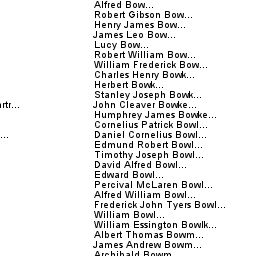 Alfred Bow...
Robert Gibson Bow...
Henry James Bow...
James Leo Bow...
Lucy Bow...
Robert William Bow...
William Frederick Bow...
Charles Henry Bowk...
Herbert Bowk...
Stanley Joseph Bowk...
artr... John Cleaver Bowke...
Humphrey James Bowke...
Cornelius Patrick Bowl...
... Daniel Cornelius Bowl...
Edmund Robert Bowl...
Timothy Joseph Bowl...
David Alfred Bowl...
Edward Bowl...
Percival McLaren Bowl...
Alfred William Bowl...
Frederick John Tyers Bowl...
William Bowl...
William Essington Bowlk...
Albert Thomas Bowm...
James Andrew Bowm...
Archibald Bowm...